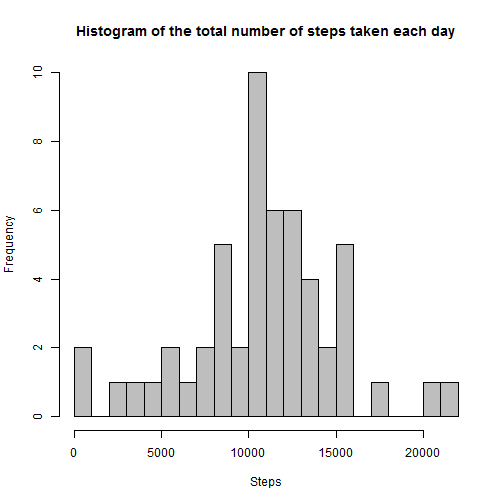 Histogram of the total number of steps taken each day
10
8
6
4
2
0
Frequency
0 5000 10000 15000 20000
Steps